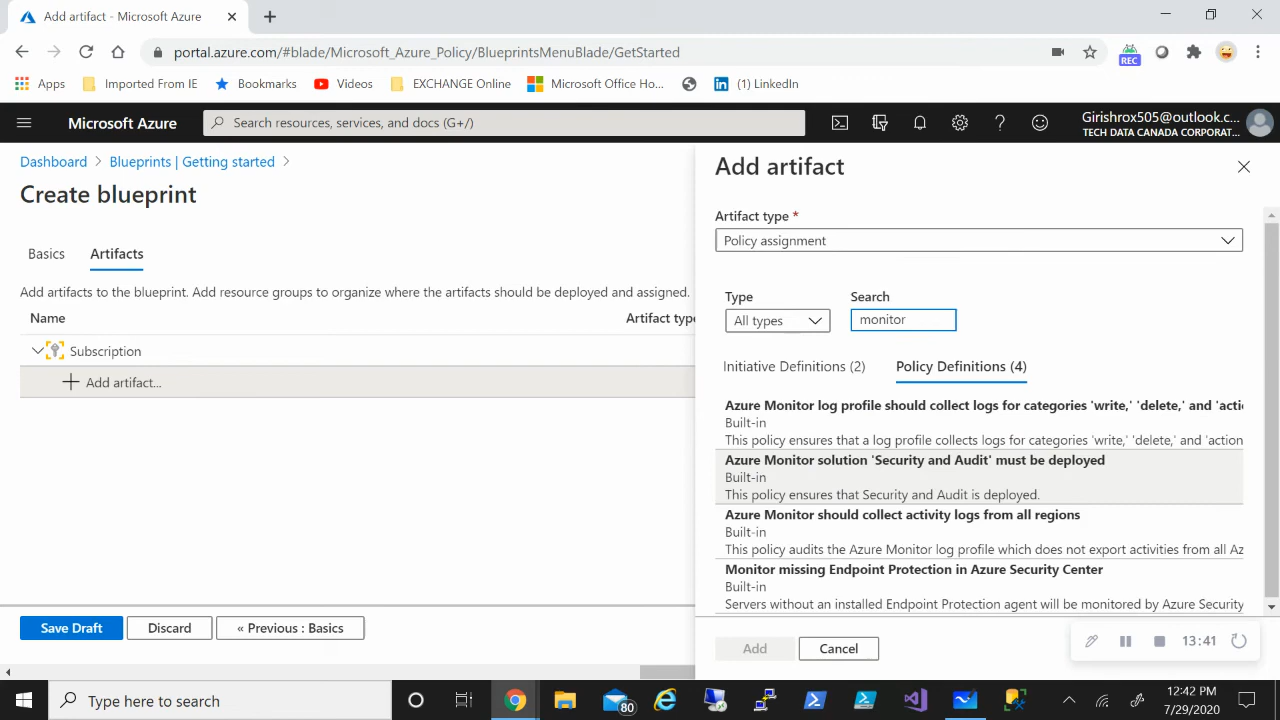 Add artifact - Microsoft Azure
portal.azure.com/#blade/Microsoft_Azure_Policy/BlueprintsMenuBlade/GetStarted
REC
Apps
Imported From IE
Bookmarks
Videos
EXCHANGE Online
Microsoft Office Ho...
(1) LinkedIn
Microsoft Azure
Search resources, services, and docs (G+/)
Girishrox505@outlook.c...
TECH DATA CANADA CORPORAT...
Dashboard > Blueprints | Getting started >
Create blueprint
Basics
Artifacts
Add artifacts to the blueprint. Add resource groups to organize where the artifacts should be deployed and assigned.
Name
Artifact type
Subscription
Add artifact...
Save Draft
Discard
« Previous : Basics
Add artifact
Artifact type *
Policy assignment
Type
Search
All types
monitor
Initiative Definitions (2)
Policy Definitions (4)
Azure Monitor log profile should collect logs for categories 'write,' 'delete,' and 'acti
Built-in
This policy ensures that a log profile collects logs for categories 'write,' 'delete,' and 'action
Azure Monitor solution 'Security and Audit' must be deployed
Built-in
This policy ensures that Security and Audit is deployed.
Azure Monitor should collect activity logs from all regions
Built-in
This policy audits the Azure Monitor log profile which does not export activities from all Az
Monitor missing Endpoint Protection in Azure Security Center
Built-in
Servers without an installed Endpoint Protection agent will be monitored by Azure Security
Add
Cancel
13:41
Type here to search
80
12:42 PM
7/29/2020